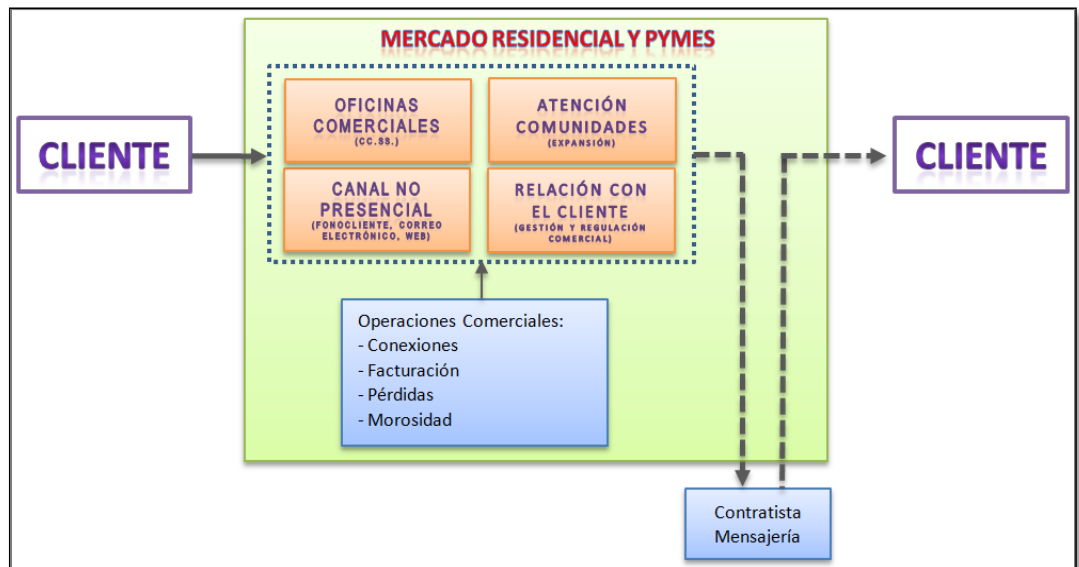 MERCADO RESIDENCIAL Y PYMES
CLIENTE
OFICINAS
COMERCIALES
(CC.SS.)
ATENCIÓN
COMUNIDADES
(EXPANSIÓN)
CANAL NO
PRESENCIAL
(FONOCLIENTE, CORREO
ELECTRÓNICO, WEB)
RELACIÓN CON
EL CLIENTE
(GESTIÓN Y REGULACIÓN
COMERCIAL)
CLIENTE
Operaciones Comerciales:
- Conexiones
- Facturación
- Pérdidas
- Morosidad
Contratista
Mensajería